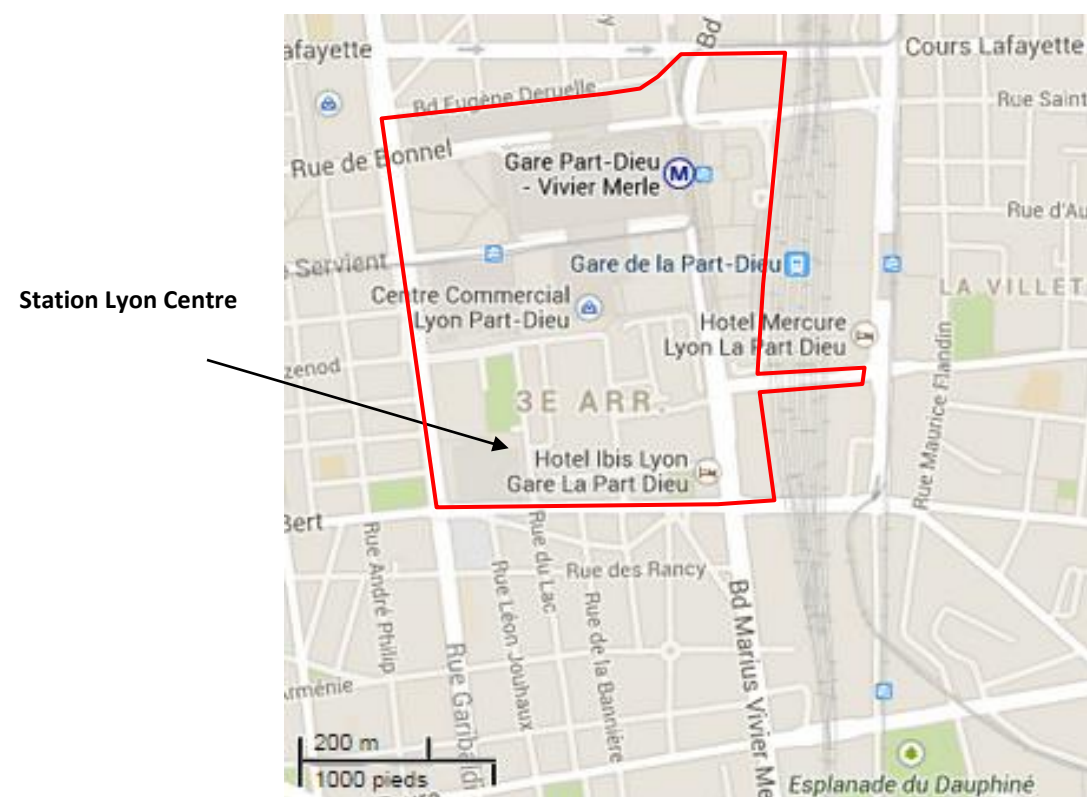 Bd
afayette
Cours Lafayette
Bd Eugène Deruelle
Rue Saint
Rue de Bonnel
Gare Part-Dieu
- Vivier Merle
M
Rue d'Au
Servient
Gare de la Part-Dieu
LA VILLET
Station Lyon Centre
Centre Commercial
Lyon Part-Dieu
Hotel Mercure
Lyon La Part Dieu
zenod
Rue Maurice Flandin
3E ARR.
Hotel Ibis Lyon
Gare La Part Dieu
Bert
Rue André Philip
Rue du Lac
Rue des Rancy
Rue Léon Jouhaux
Rue de la Bannière
Bd Marius Vivier Me
Rue Garibaldi
rménie
200 m
1000 pieds
Esplanade du Dauphiné